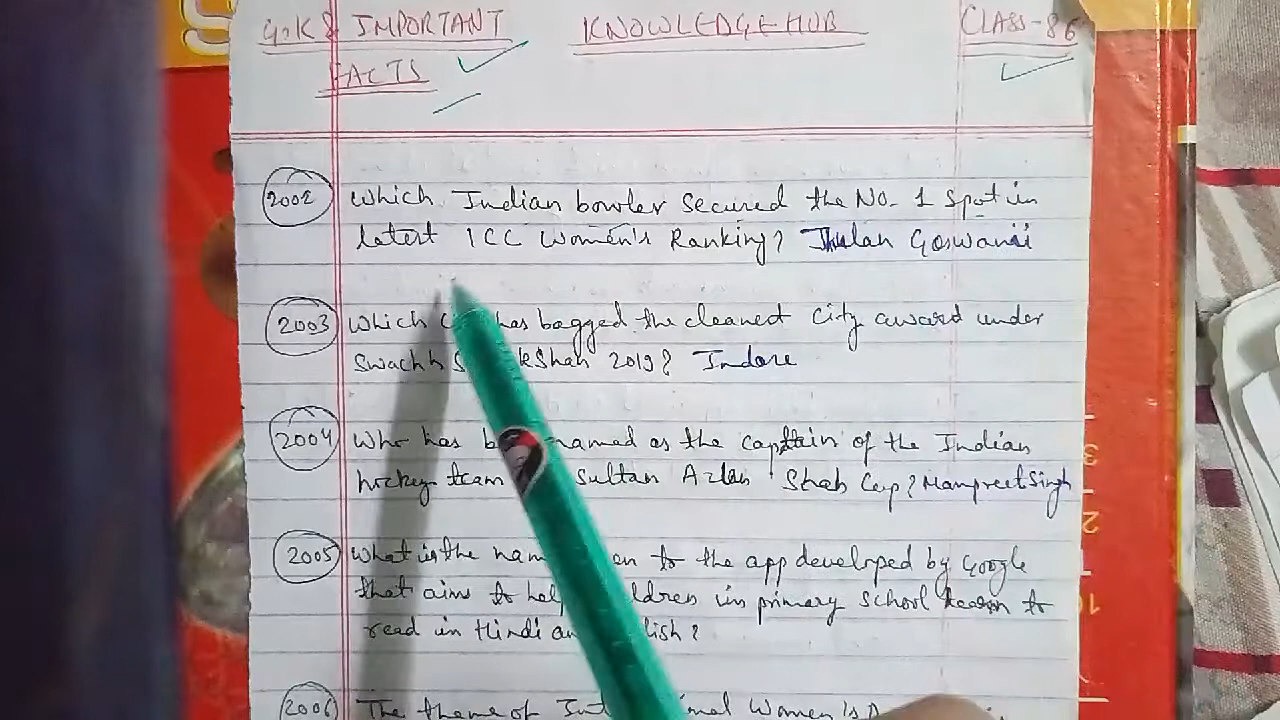 G.K & IMPORTANT KNOWLEDGE HUB CLASS-86
FACTS
2002 Which Indian bowler secured the No- 1 spot in
latest ICC Women's Ranking? Jhulan Goswami
2003 Which has bagged the cleanest city award under
Swachh 2019? Indore
2004 Who has named as the captain of the Indian
hockey team Sultan Azlan Shah Cup? Manpreet Singh
2005 What is the to the app developed by Google
that aims to in primary school learn to
read in Hindi
2006 The theme of Women's